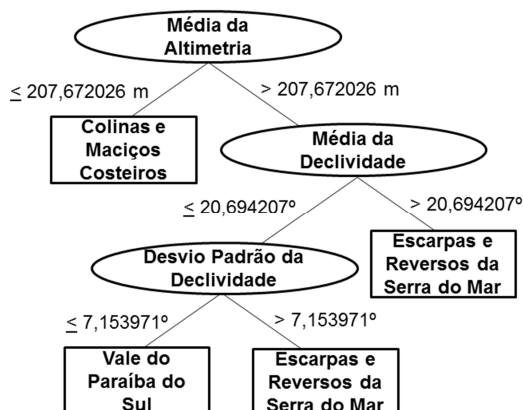 Média da
Altimetria
≤ 207,672026 m
> 207,672026 m
Colinas e
Maciços
Costeiros
Média da
Declividade
≤ 20,694207º
> 20,694207º
Desvio Padrão da
Declividade
Escarpas e
Reversos da
Serra do Mar
≤ 7,153971º
> 7,153971º
Vale do
Paraíba do
Sul
Escarpas e
Reversos da
Serra do Mar